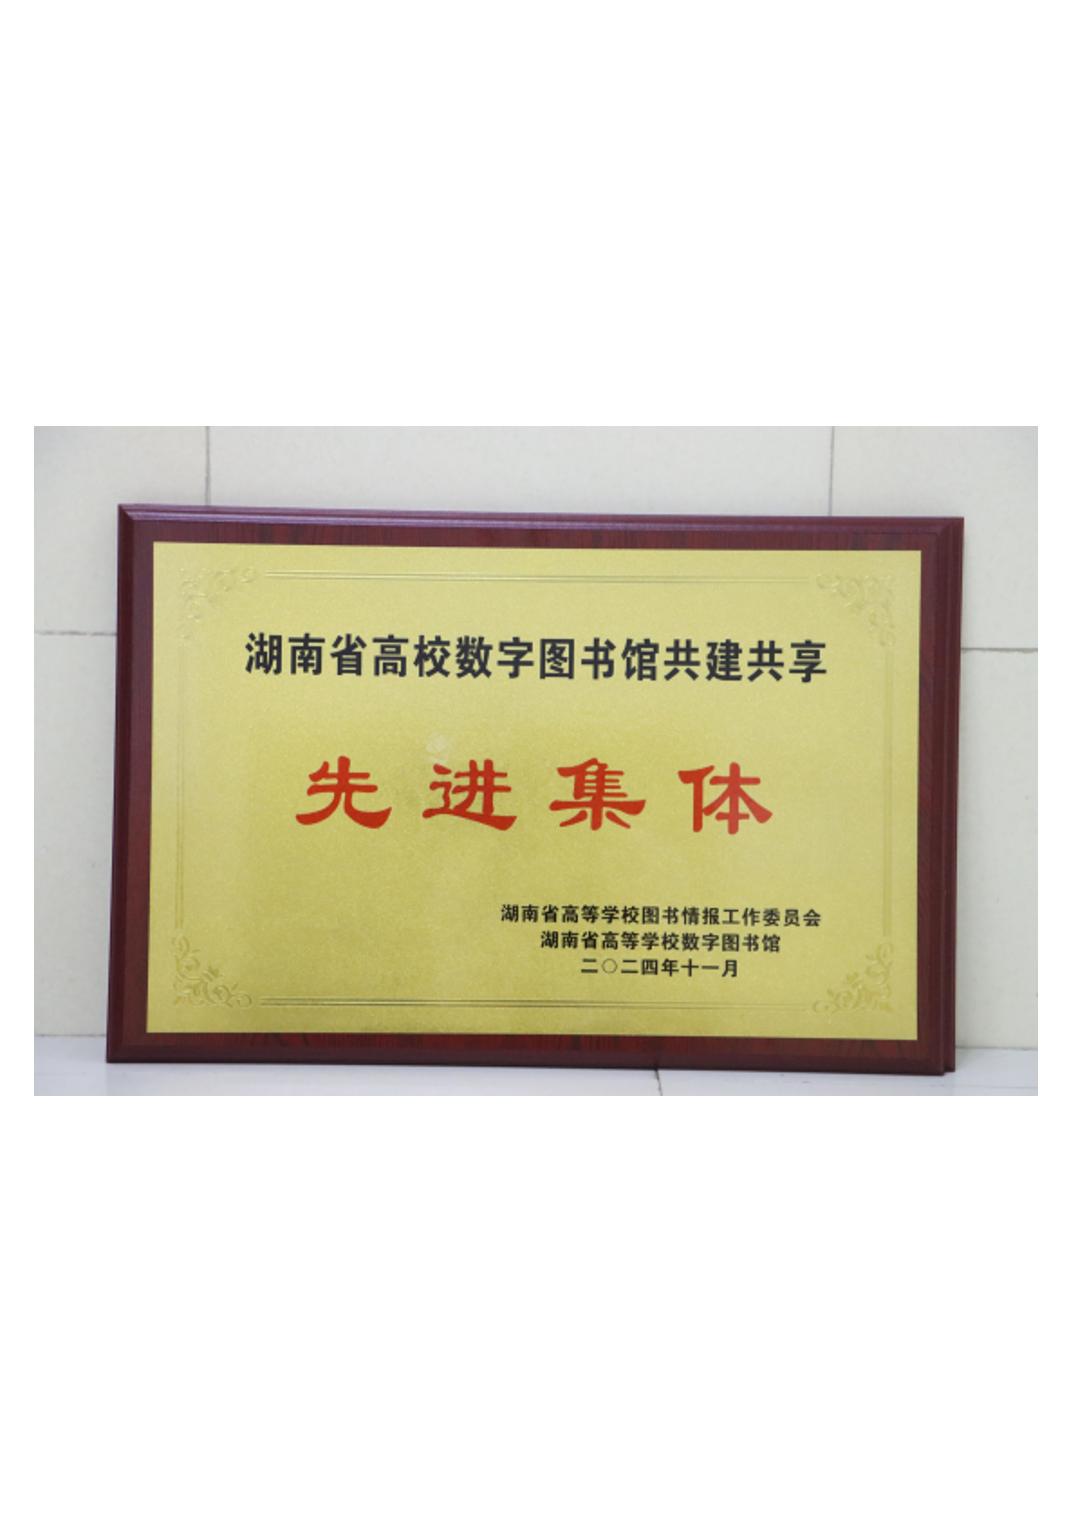 湖南省高校数字图书馆共建共享
先进集体
湖南省高等学校图书情报工作委员会
湖南省高等学校数字图书馆
二〇二四年十一月